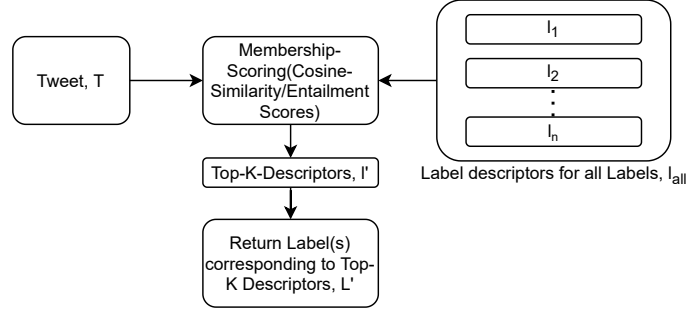 Tweet, T
Membership-
Scoring(Cosine-
Similarity/Entailment
Scores)
l1
l2
ln
Label descriptors for all Labels, lall
Top-K-Descriptors, l'
Return Label(s)
corresponding to Top-
K Descriptors, L'